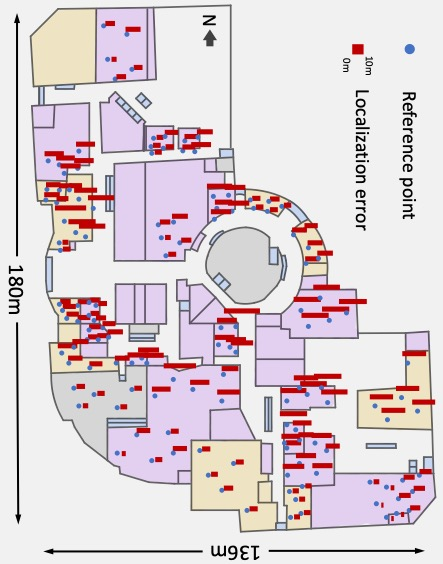 Reference point
Localization error
10m
0m
N
180m
136m